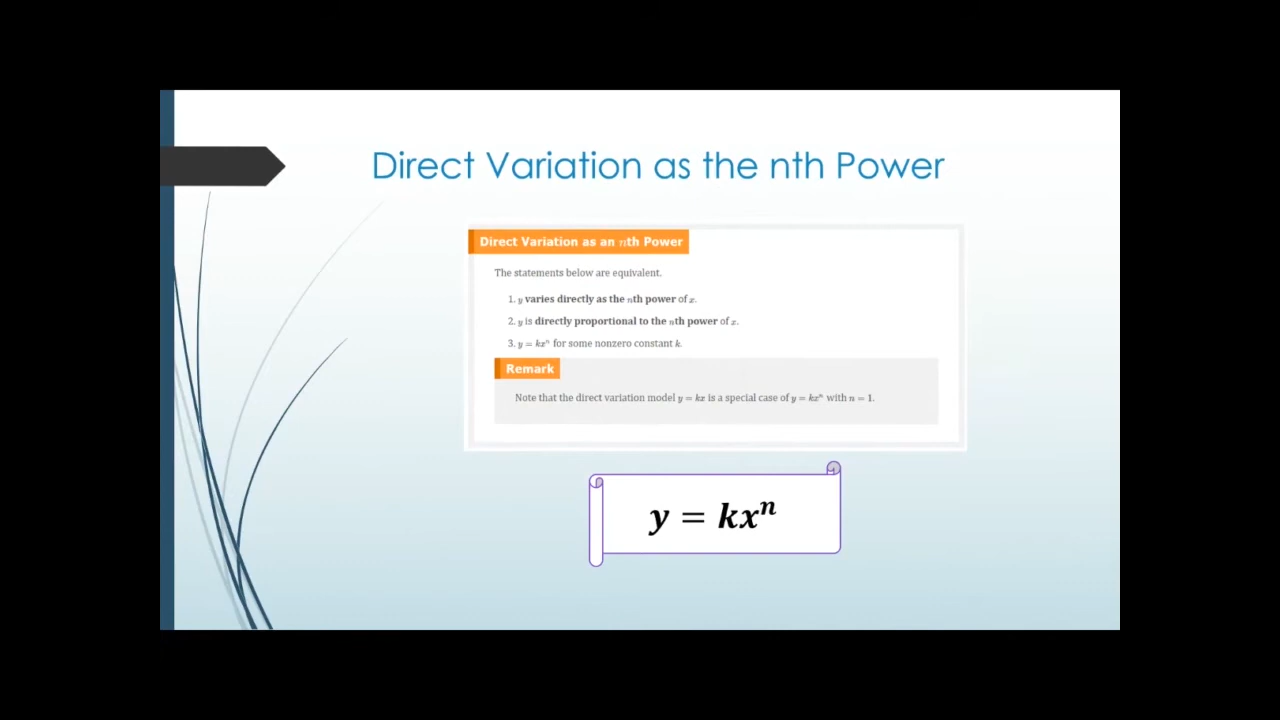 Direct Variation as the nth Power
Direct Variation as an nth Power
The statements below are equivalent.
1. y varies directly as the nth power of x.
2. y is directly proportional to the nth power of x.
3. y = kxⁿ for some nonzero constant k.
Remark
Note that the direct variation model y = kx is a special case of y = kxⁿ with n = 1.
y = kxⁿ